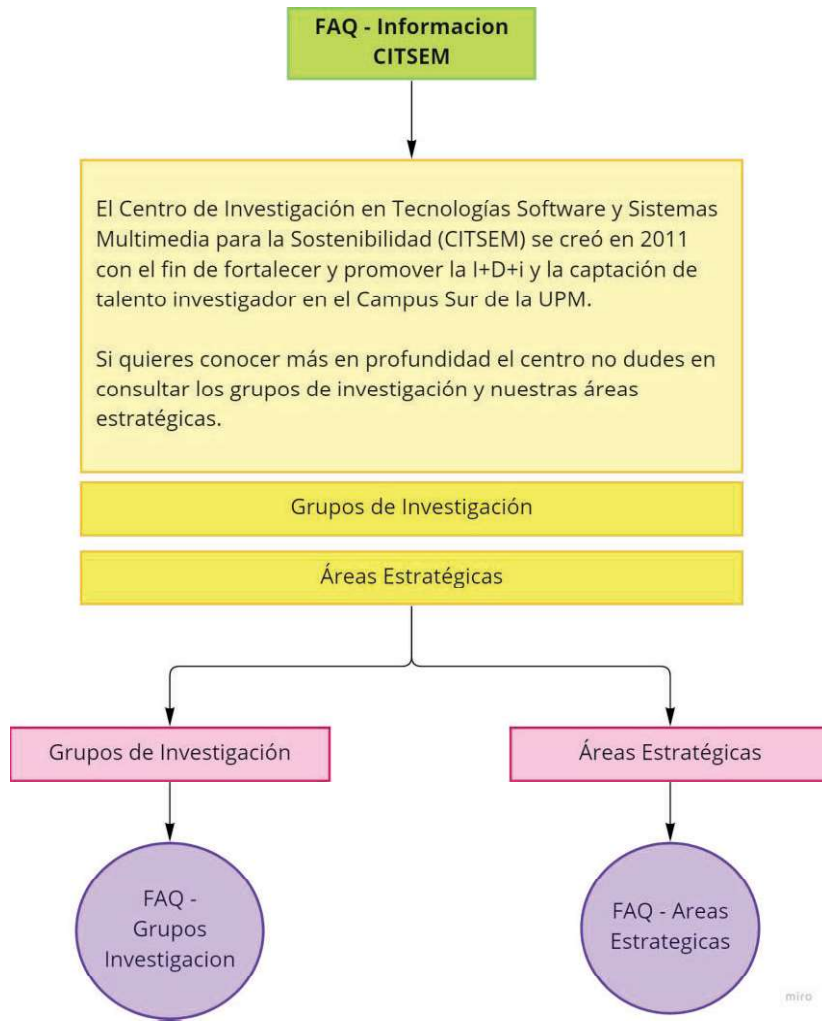 FAQ - Informacion
CITSEM
El Centro de Investigación en Tecnologías Software y Sistemas
Multimedia para la Sostenibilidad (CITSEM) se creó en 2011
con el fin de fortalecer y promover la I+D+i y la captación de
talento investigador en el Campus Sur de la UPM.
Si quieres conocer más en profundidad el centro no dudes en
consultar los grupos de investigación y nuestras áreas
estratégicas.
Grupos de Investigación
Áreas Estratégicas
Grupos de Investigación
Áreas Estratégicas
FAQ -
Grupos
Investigacion
FAQ - Areas
Estrategicas
miro